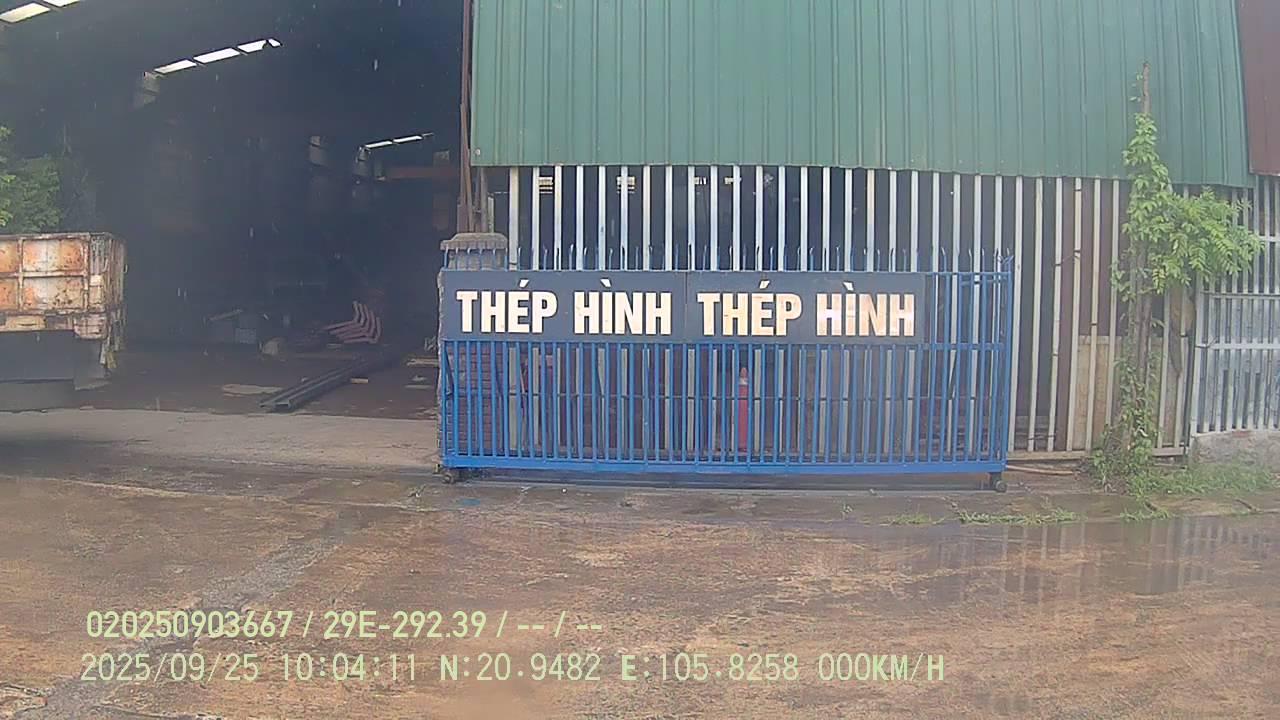 THÉP HÌNH THÉP HÌNH
020250903667 / 29E-292.39 / -- / --
2025/09/25 10:04:11 N:20.9482 E:105.8258 000KM/H